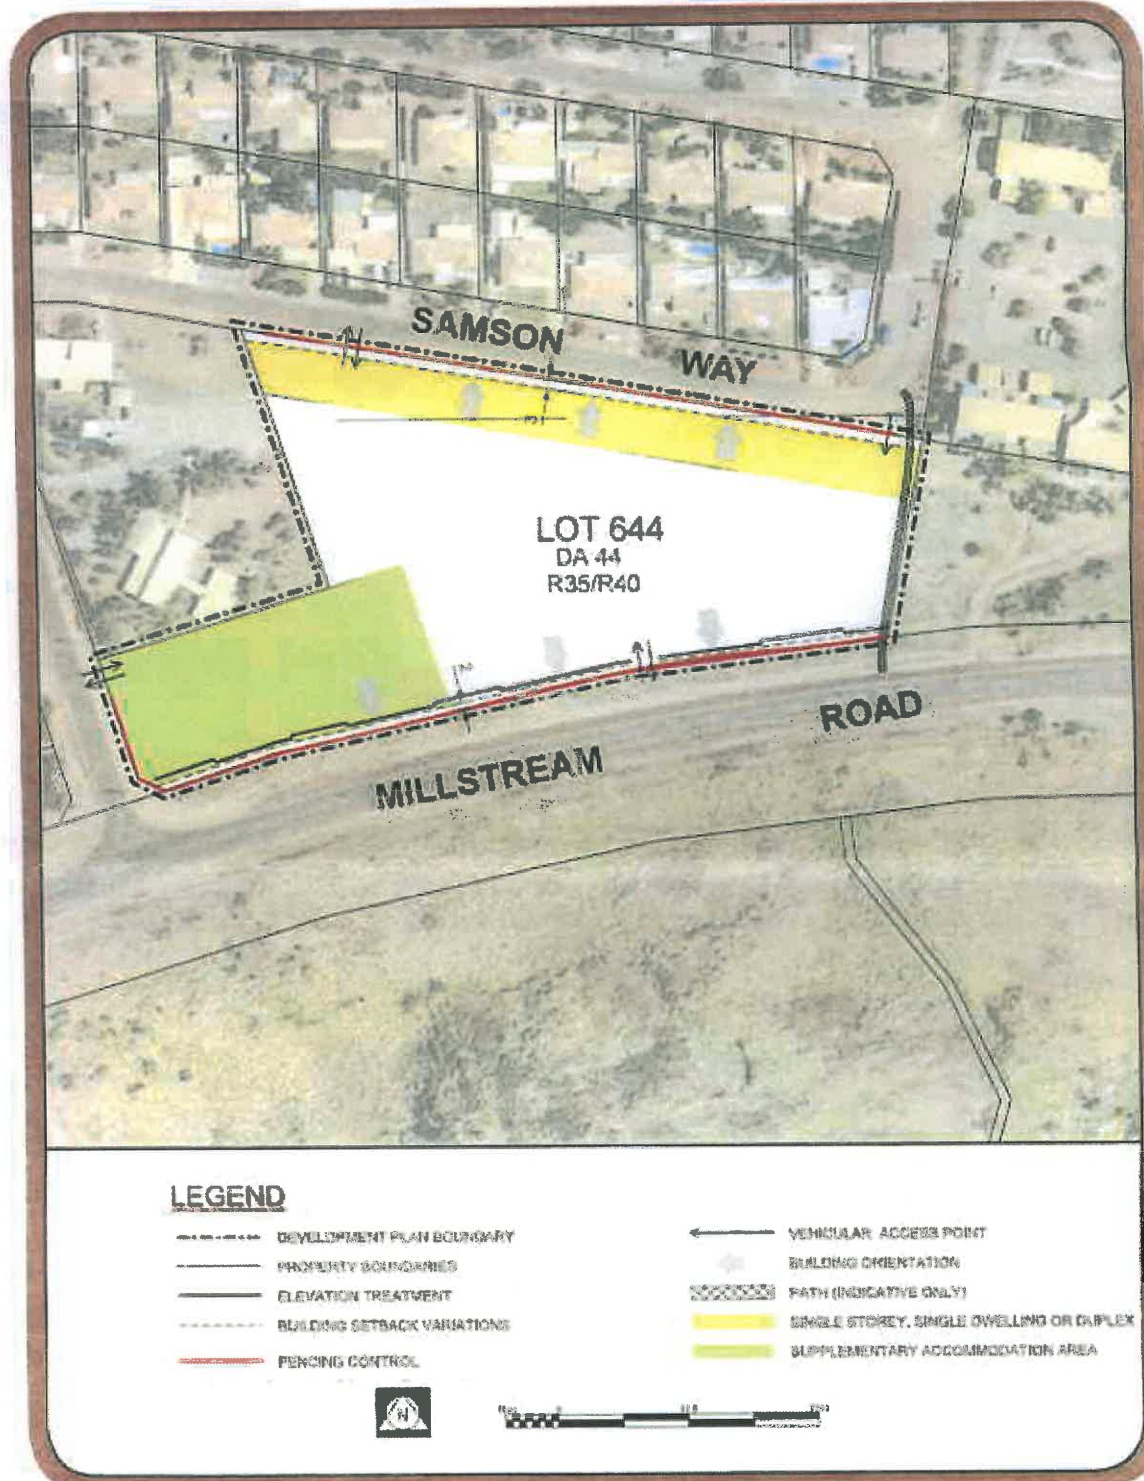 SAMSON
WAY
3
LOT 644
DA 44
R35/R40
2
ROAD
MILLSTREAM
LEGEND
DEVELOPMENT PLAN BOUNDARY
PROPERTY BOUNDARIES
ELEVATION TREATMENT
BUILDING SETBACK VARIATIONS
FENCING CONTROL
VEHICULAR ACCESS POINT
BUILDING ORIENTATION
PATH (INDICATIVE ONLY)
SINGLE STOREY, SINGLE DWELLING OR DUPLEX
SUPPLEMENTARY ACCOMMODATION AREA
N